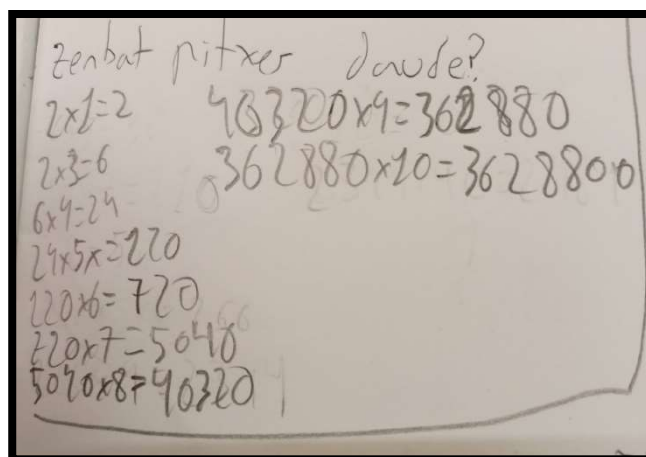 zenbat pitxer daude?
2x1=2
2x3=6
6x4=24
24x5x=120
120x6=720
720x7=5040
5040x8=40320
40320x9=362880
362880x10=3628800